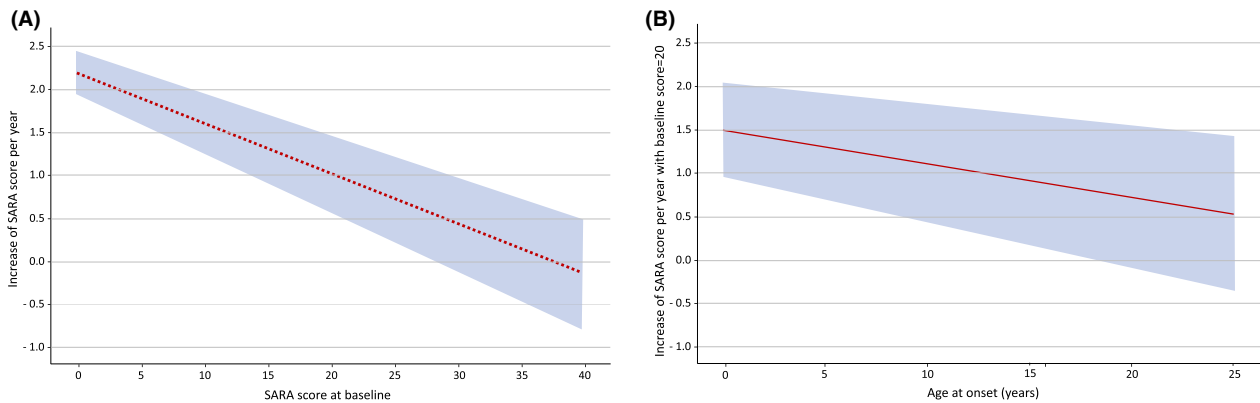 (A)
Increase of SARA score per year
2.5
2.0
1.5
1.0
0.5
0.0
- 0.5
- 1.0
0 5 10 15 20 25 30 35 40
SARA score at baseline
(B)
Increase of SARA score per year with baseline score=20
2.5
2.0
1.5
1.0
0.5
0.0
- 0.5
- 1.0
0 5 10 15 20 25
Age at onset (years)